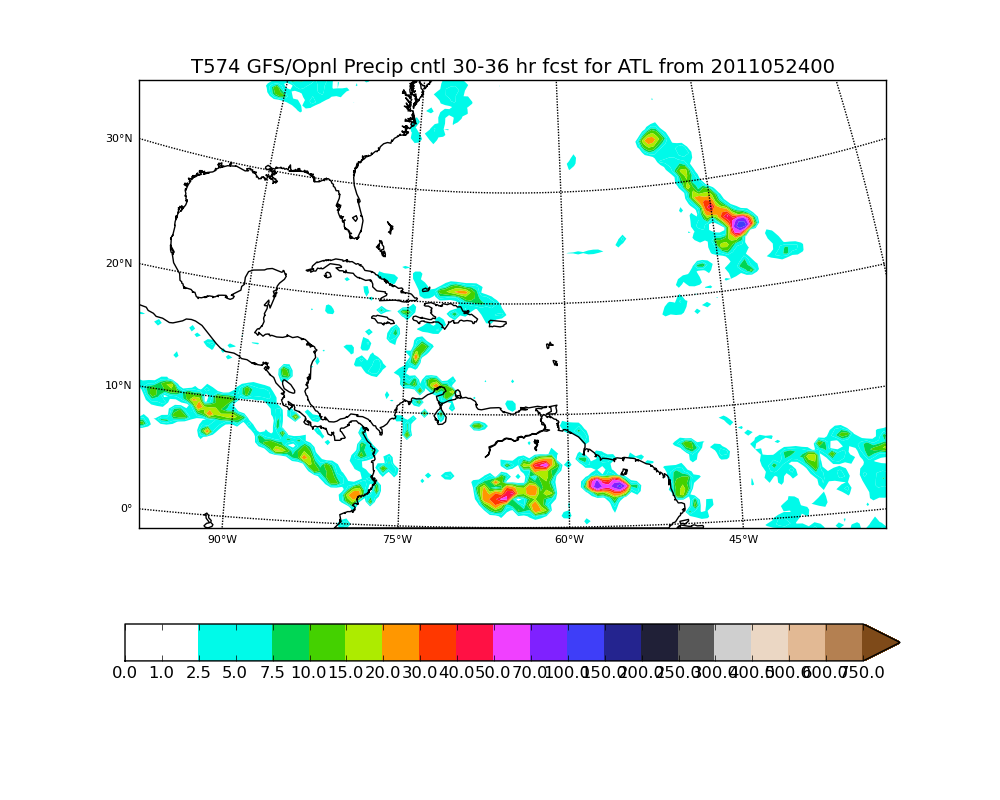 T574 GFS/Opnl Precip cntl 30-36 hr fcst for ATL from 2011052400
30°N
20°N
10°N
0°
90°W 75°W 60°W 45°W
0.0 1.0 2.5 5.0 7.5 10.0 15.0 20.0 30.0 40.0 50.0 70.0 100.0 150.0 200.0 250.0 300.0 400.0 500.0 600.0 750.0